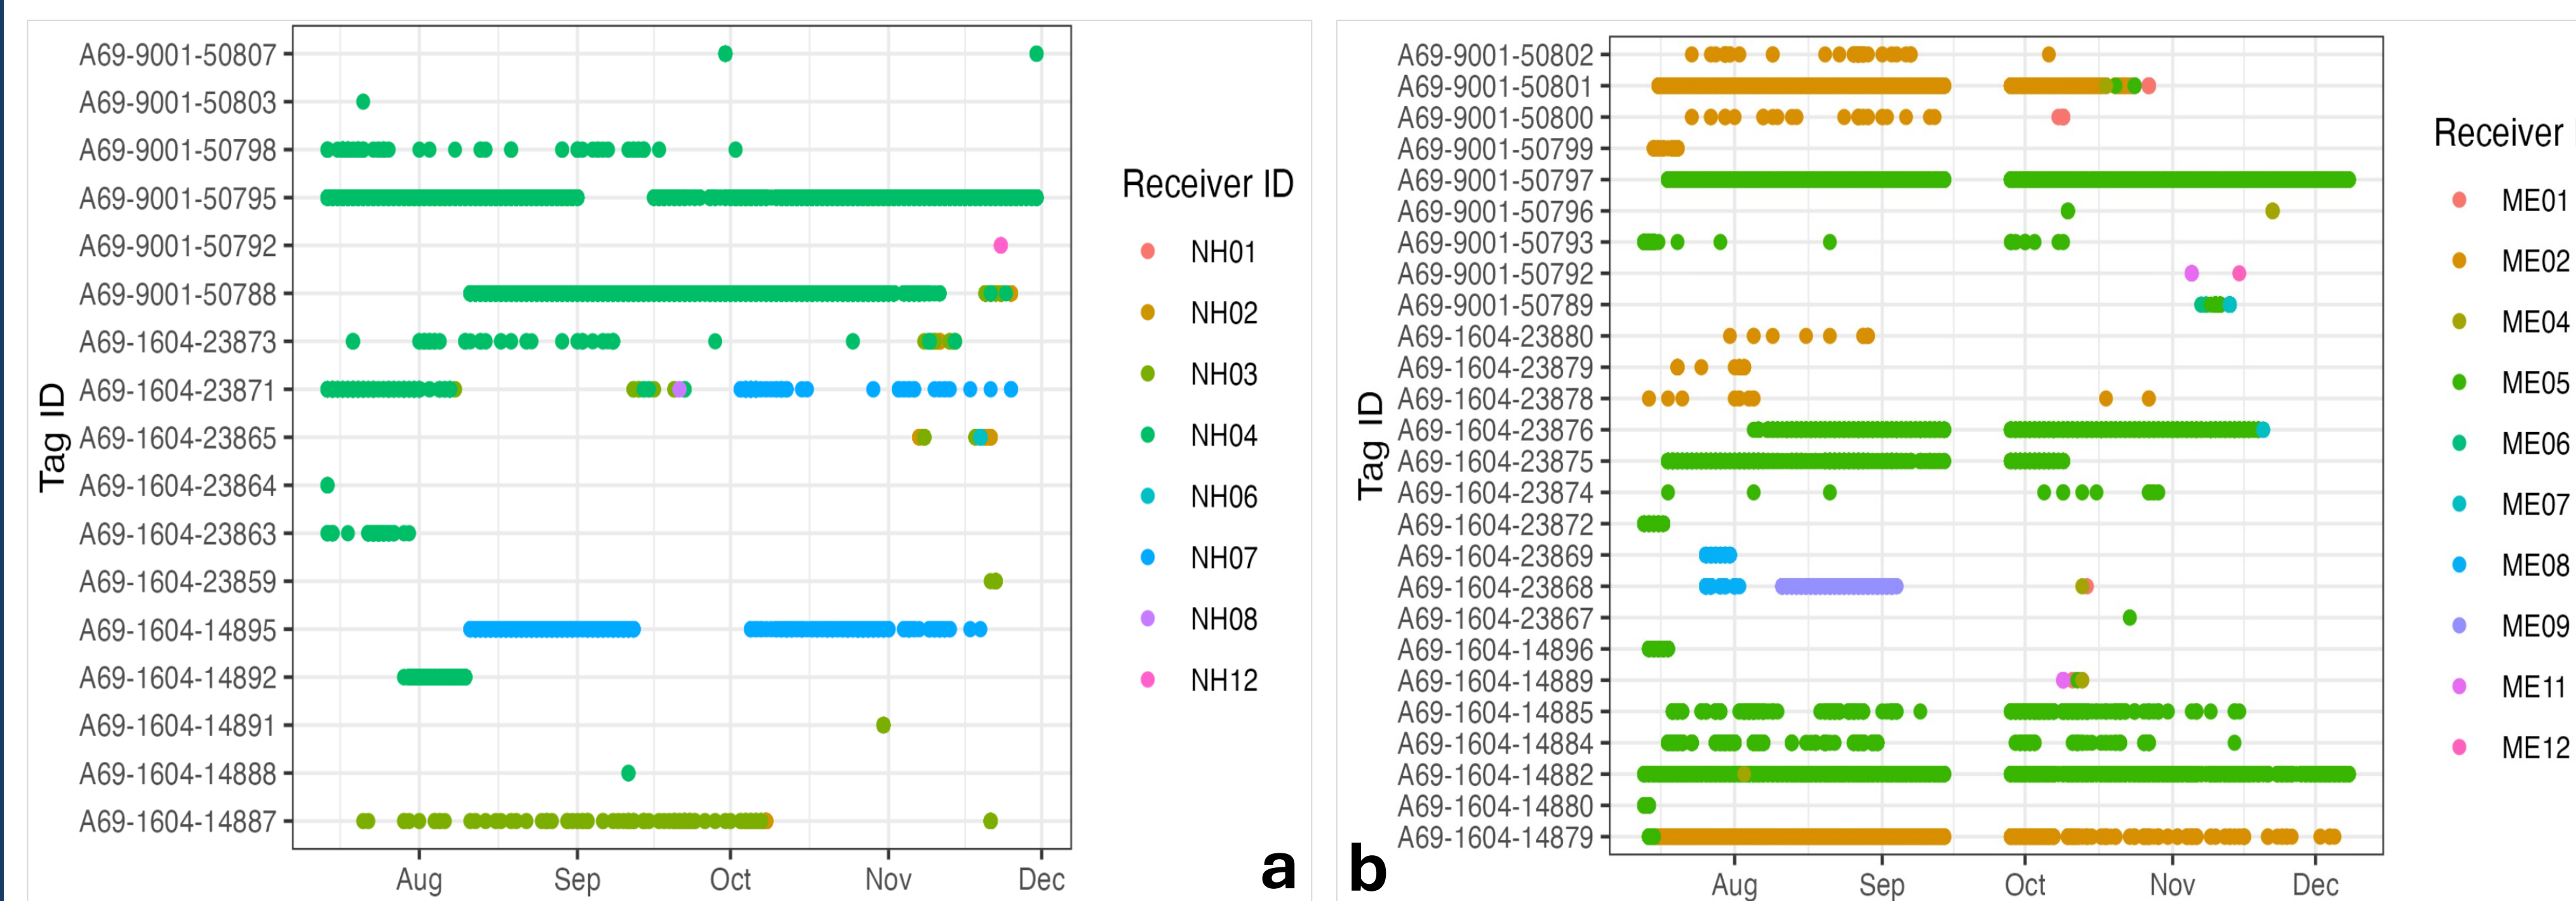 A69-9001-50807
A69-9001-50803
A69-9001-50798
A69-9001-50795
A69-9001-50792
A69-9001-50788
A69-1604-23873
A69-1604-23871
A69-1604-23865
A69-1604-23864
A69-1604-23863
A69-1604-23859
A69-1604-14895
A69-1604-14892
A69-1604-14891
A69-1604-14888
A69-1604-14887
Tag ID
Aug Sep Oct Nov Dec
Receiver ID
NH01
NH02
NH03
NH04
NH06
NH07
NH08
NH12
a
A69-9001-50802
A69-9001-50801
A69-9001-50800
A69-9001-50799
A69-9001-50797
A69-9001-50796
A69-9001-50793
A69-9001-50792
A69-9001-50789
A69-1604-23880
A69-1604-23879
A69-1604-23878
A69-1604-23876
A69-1604-23875
A69-1604-23874
A69-1604-23872
A69-1604-23869
A69-1604-23868
A69-1604-23867
A69-1604-14896
A69-1604-14889
A69-1604-14885
A69-1604-14884
A69-1604-14882
A69-1604-14880
A69-1604-14879
Tag ID
Aug Sep Oct Nov Dec
Receiver
ME01
ME02
ME04
ME05
ME06
ME07
ME08
ME09
ME11
ME12
b